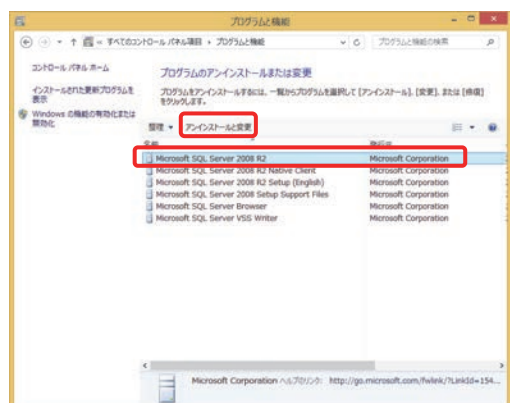 プログラムと機能
すべてのコントロール パネル項目 プログラムと機能
プログラムと機能の検索
コントロール パネル ホーム
インストールされた更新プログラムを
表示
Windows の機能の有効化または
無効化
プログラムのアンインストールまたは変更
プログラムをアンインストールするには、一覧からプログラムを選択して [アンインストール]、[変更]、または [修復]
をクリックします。
整理 アンインストールと変更
名前 発行元
Microsoft SQL Server 2008 R2 Microsoft Corporation
Microsoft SQL Server 2008 R2 Native Client Microsoft Corporation
Microsoft SQL Server 2008 R2 Setup (English) Microsoft Corporation
Microsoft SQL Server 2008 Setup Support Files Microsoft Corporation
Microsoft SQL Server Browser Microsoft Corporation
Microsoft SQL Server VSS Writer Microsoft Corporation
Microsoft Corporation ヘルプのリンク: http://go.microsoft.com/fwlink/?LinkId=154...